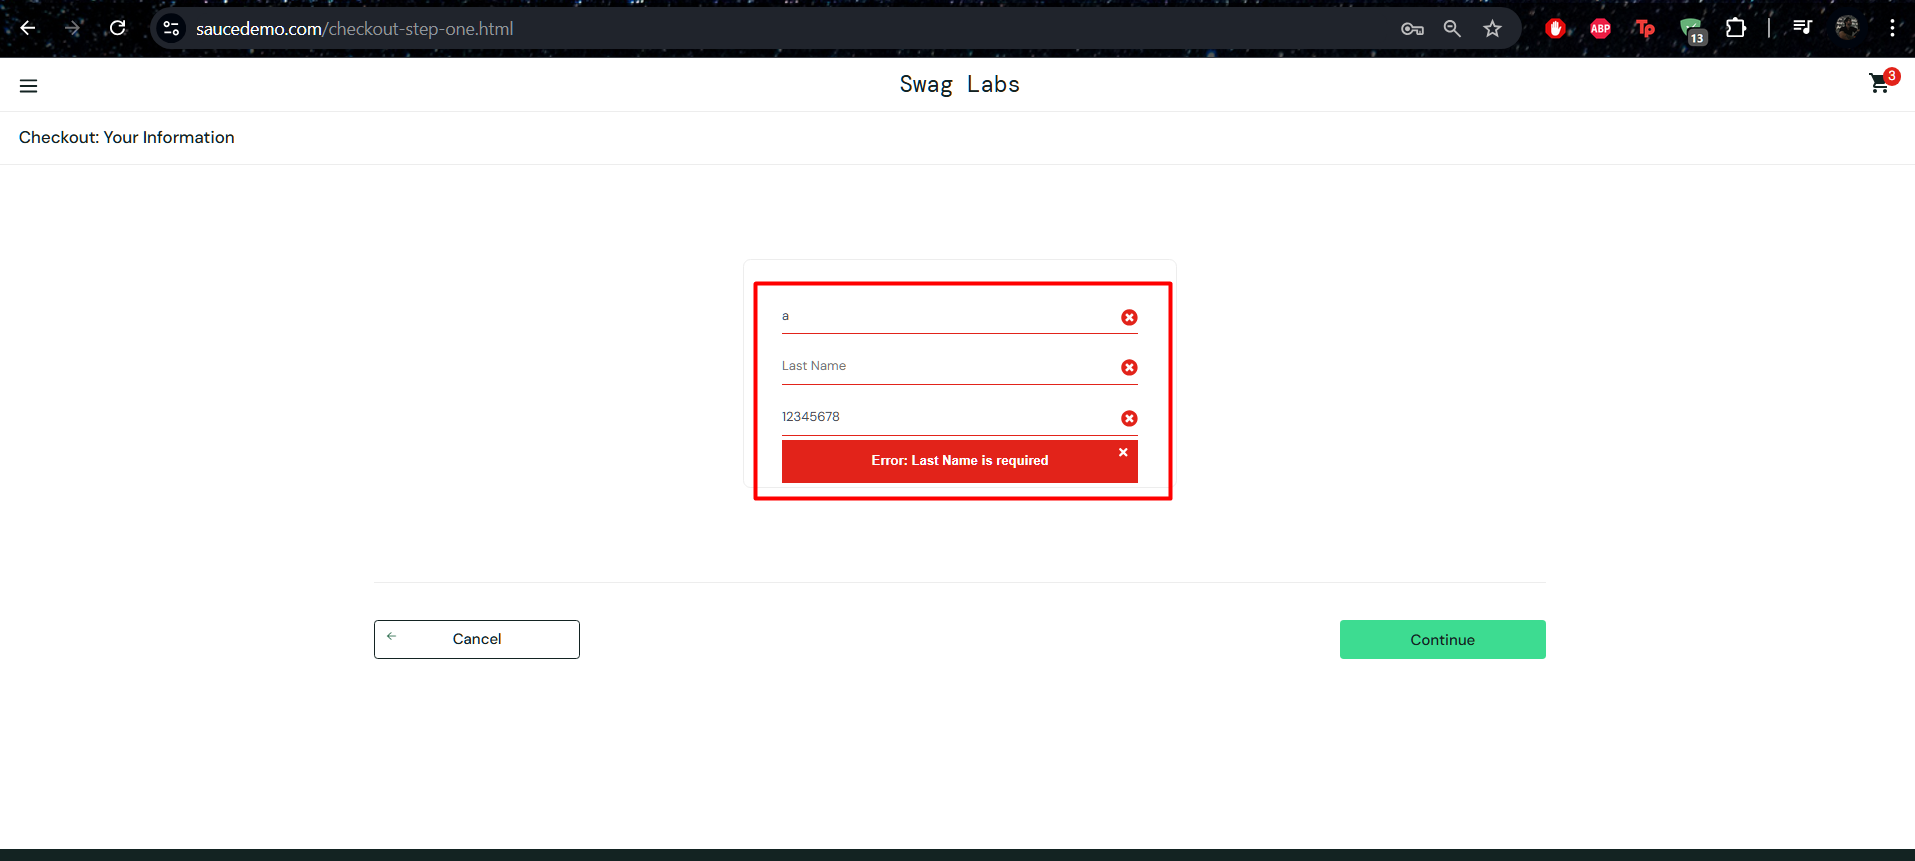 saucedemo.com/checkout-step-one.html
ABP
Tp
13
Swag Labs
3
Checkout: Your Information
a
Last Name
12345678
Error: Last Name is required
Cancel
Continue